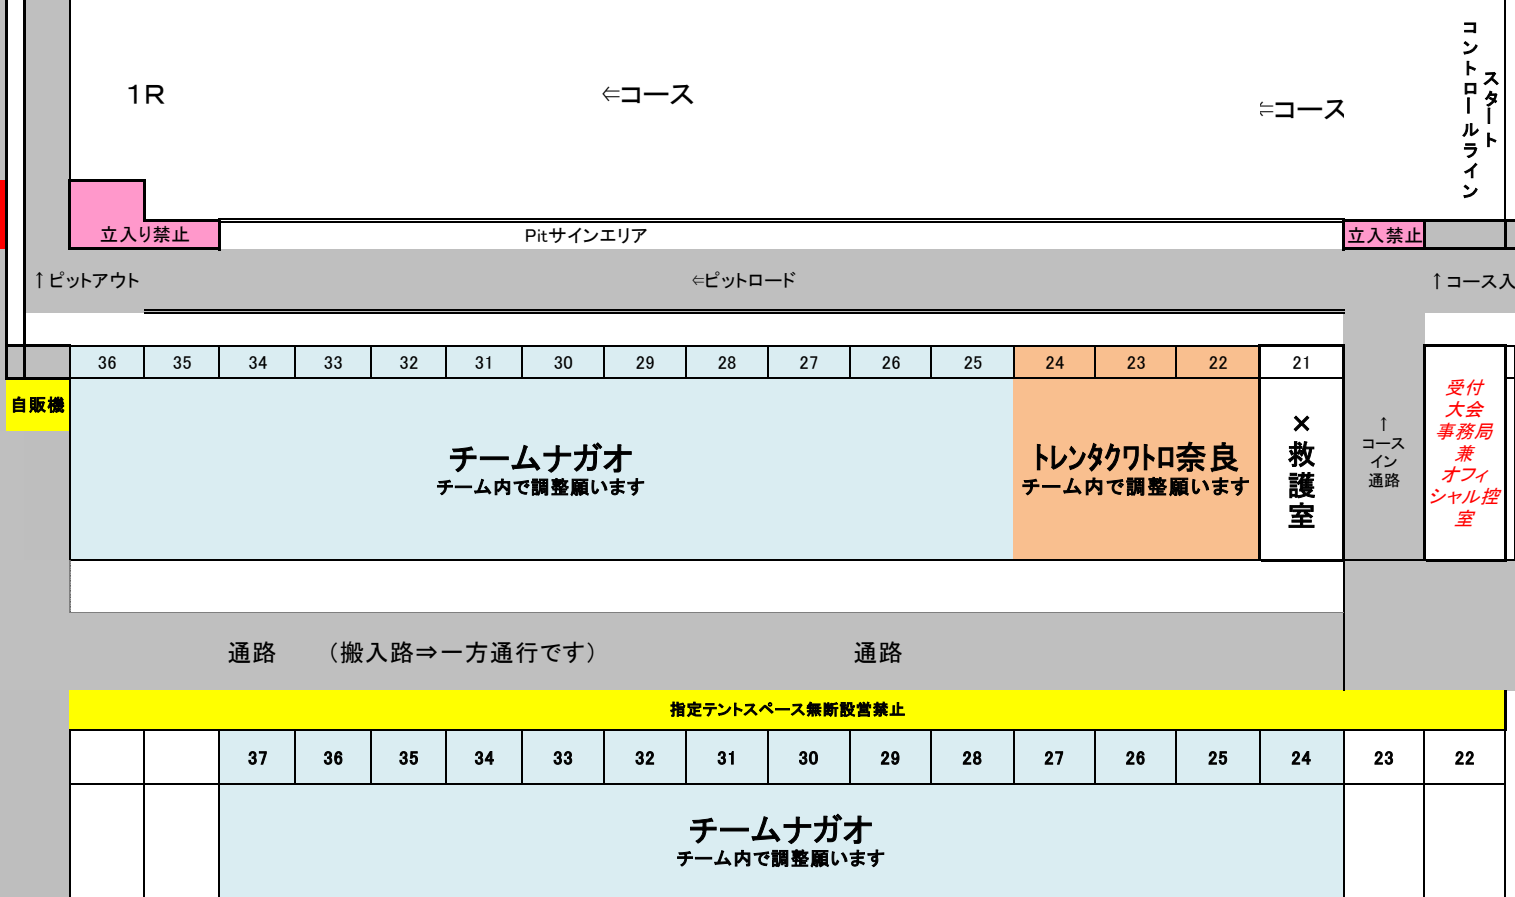 1R
⇐コース
⇐コース
スタート
コントロールライン
立入り禁止
Pitサインエリア
立入禁止
↑ピットアウト
⇐ピットロード
↑コース入
36 35 34 33 32 31 30 29 28 27 26 25 24 23 22 21
自販機
チームナガオ
チーム内で調整願います
トレンタクワトロ奈良
チーム内で調整願います
×救護室
↑
コース
イン
通路
受付
大会
事務局
兼
オフィ
シャル控
室
通路 （搬入路⇒一方通行です） 通路
指定テントスペース無断設営禁止
37 36 35 34 33 32 31 30 29 28 27 26 25 24 23 22
チームナガオ
チーム内で調整願います